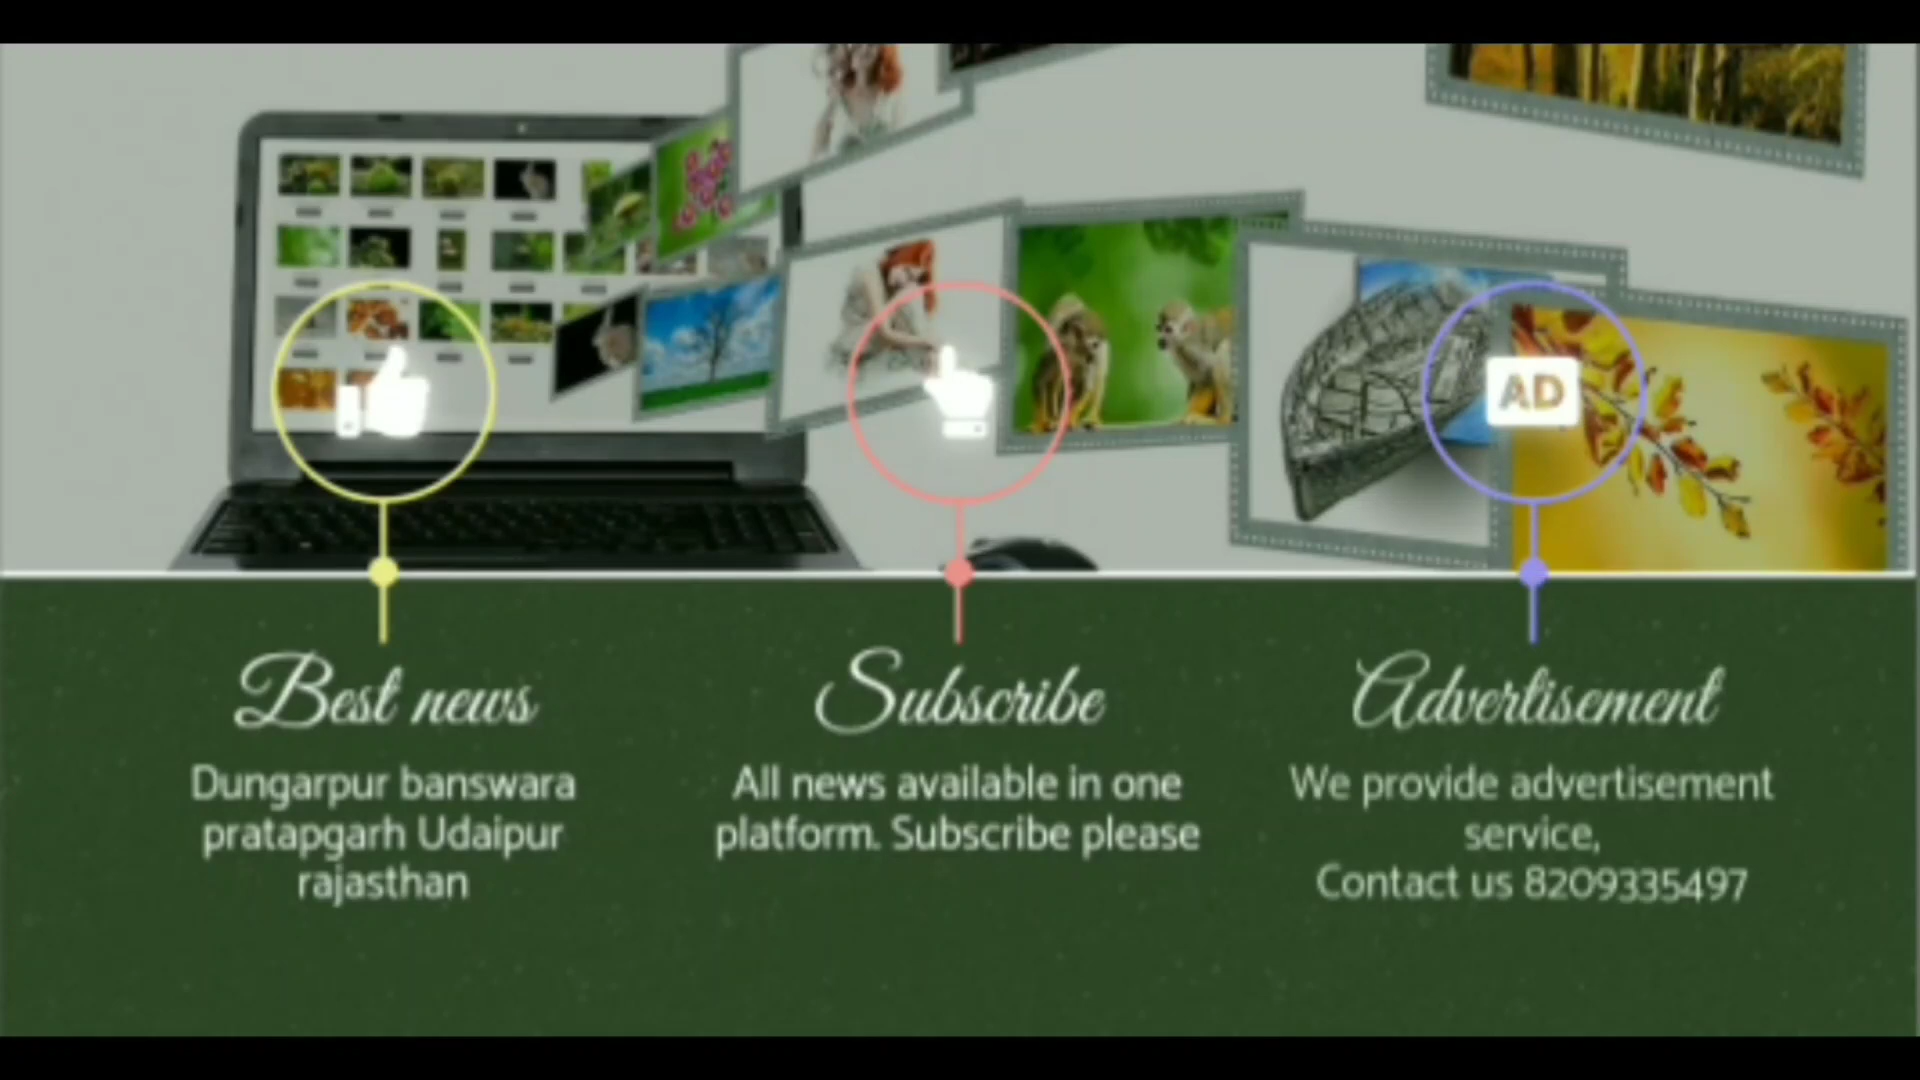 AD
Best news
Dungarpur banswara
pratapgarh Udaipur
rajasthan
Subscribe
All news available in one
platform. Subscribe please
Advertisement
We provide advertisement
service,
Contact us 8209335497